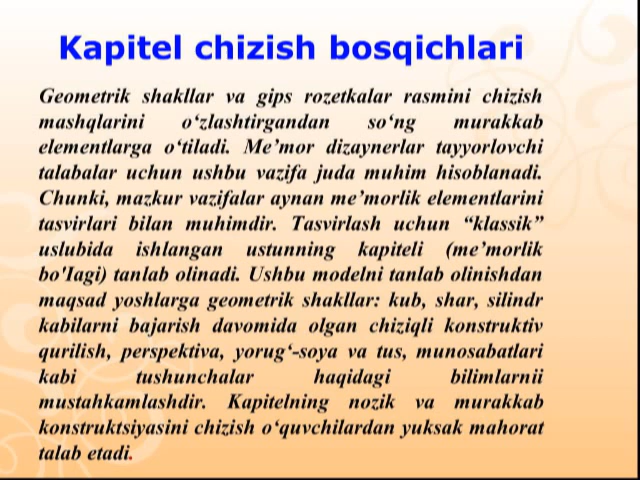 Kapitel chizish bosqichlari
Geometrik shakllar va gips rozetkalar rasmini chizish
mashqlarini o‘zlashtirgandan so‘ng murakkab
elementlarga o‘tiladi. Me’mor dizaynerlar tayyorlovchi
talabalar uchun ushbu vazifa juda muhim hisoblanadi.
Chunki, mazkur vazifalar aynan me’morlik elementlarini
tasvirlari bilan muhimdir. Tasvirlash uchun “klassik”
uslubida ishlangan ustunning kapiteli (me’morlik
bo'Iagi) tanlab olinadi. Ushbu modelni tanlab olinishdan
maqsad yoshlarga geometrik shakllar: kub, shar, silindr
kabilarni bajarish davomida olgan chiziqli konstruktiv
qurilish, perspektiva, yorug‘-soya va tus, munosabatlari
kabi tushunchalar haqidagi bilimlarnii
mustahkamlashdir. Kapitelning nozik va murakkab
konstruktsiyasini chizish o‘quvchilardan yuksak mahorat
talab etadi.